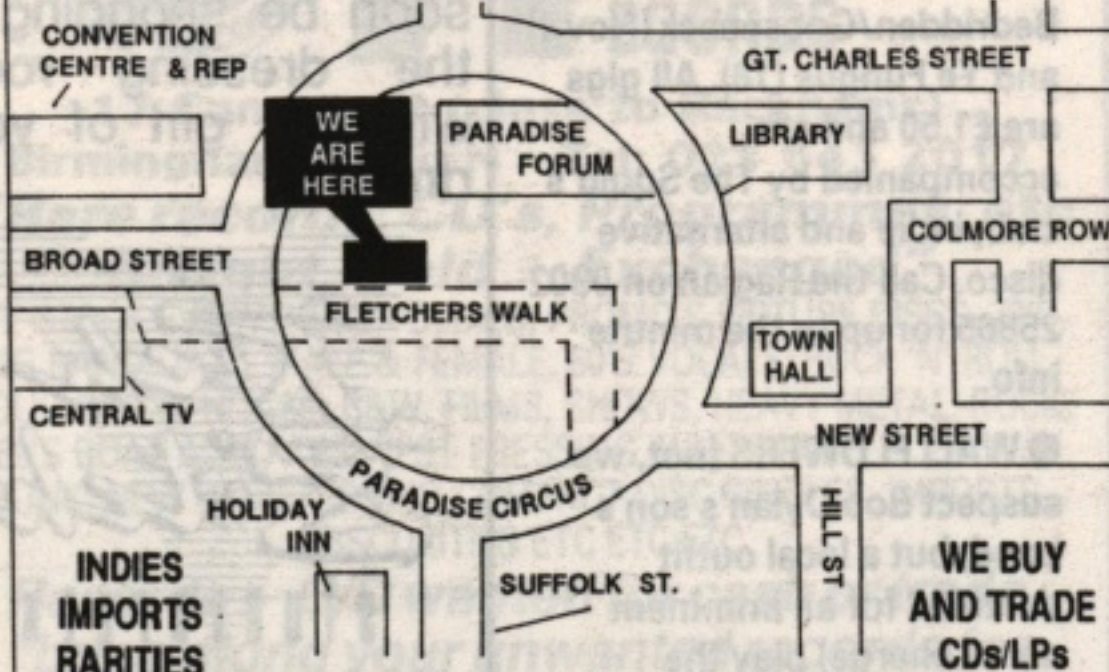 CONVENTION
CENTRE & REP
GT. CHARLES STREET
WE
ARE
HERE
PARADISE
FORUM
LIBRARY
BROAD STREET
COLMORE ROW
FLETCHERS WALK
TOWN
HALL
CENTRAL TV
NEW STREET
PARADISE CIRCUS
HOLIDAY
INN
HILL ST
SUFFOLK ST.
INDIES
IMPORTS
RARITIES
WE BUY
AND TRADE
CDs/LPs